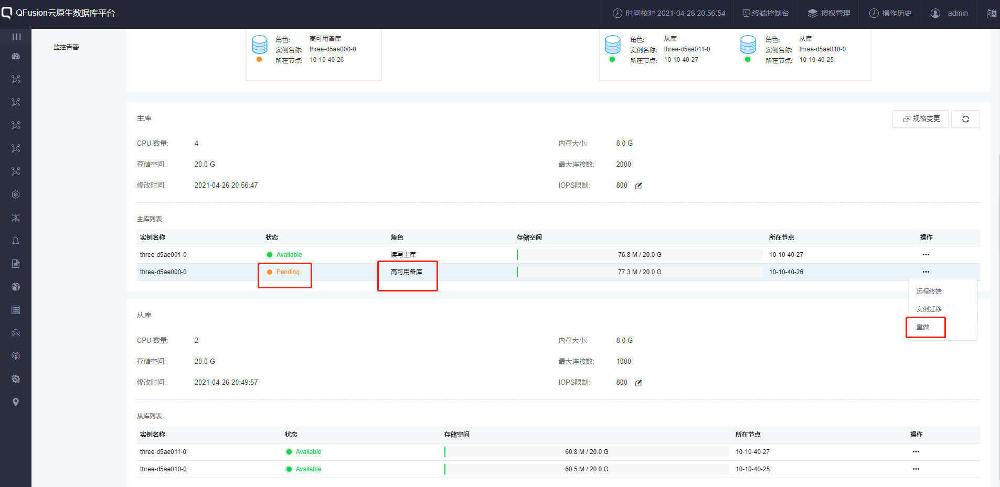 QFusion云原生数据库平台
时间校对 2021-04-26 20:56:54
终端控制台
授权管理
操作历史
admin
监控告警
角色: 高可用备库
实例名称: three-d5ae000-0
所在节点: 10-10-40-26
角色: 从库
实例名称: three-d5ae011-0
所在节点: 10-10-40-27
角色: 从库
实例名称: three-d5ae010-0
所在节点: 10-10-40-25
主库
规格变更
CPU 数量: 4
内存大小: 8.0 G
存储空间: 20.0 G
最大连接数: 2000
修改时间: 2021-04-26 20:56:47
IOPS限制: 800
主库列表
实例名称 状态 角色 存储空间 所在节点 操作
three-d5ae001-0 Available 读写主库 76.8 M / 20.0 G 10-10-40-27 •••
three-d5ae000-0 Pending 高可用备库 77.3 M / 20.0 G 10-10-40-26 •••
远程终端
实例迁移
重做
从库
CPU 数量: 2
内存大小: 8.0 G
存储空间: 20.0 G
最大连接数: 1000
修改时间: 2021-04-26 20:49:57
IOPS限制: 800
从库列表
实例名称 状态 存储空间 所在节点 操作
three-d5ae011-0 Available 60.8 M / 20.0 G 10-10-40-27 •••
three-d5ae010-0 Available 60.5 M / 20.0 G 10-10-40-25 •••